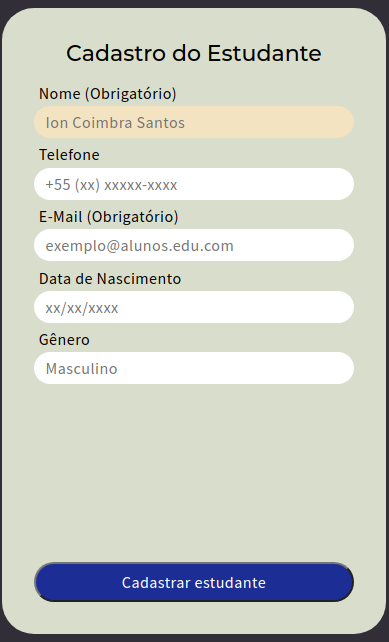 Cadastro do Estudante
Nome (Obrigatório)
Ion Coimbra Santos
Telefone
+55 (xx) xxxxx-xxxx
E-Mail (Obrigatório)
exemplo@alunos.edu.com
Data de Nascimento
xx/xx/xxxx
Gênero
Masculino
Cadastrar estudante